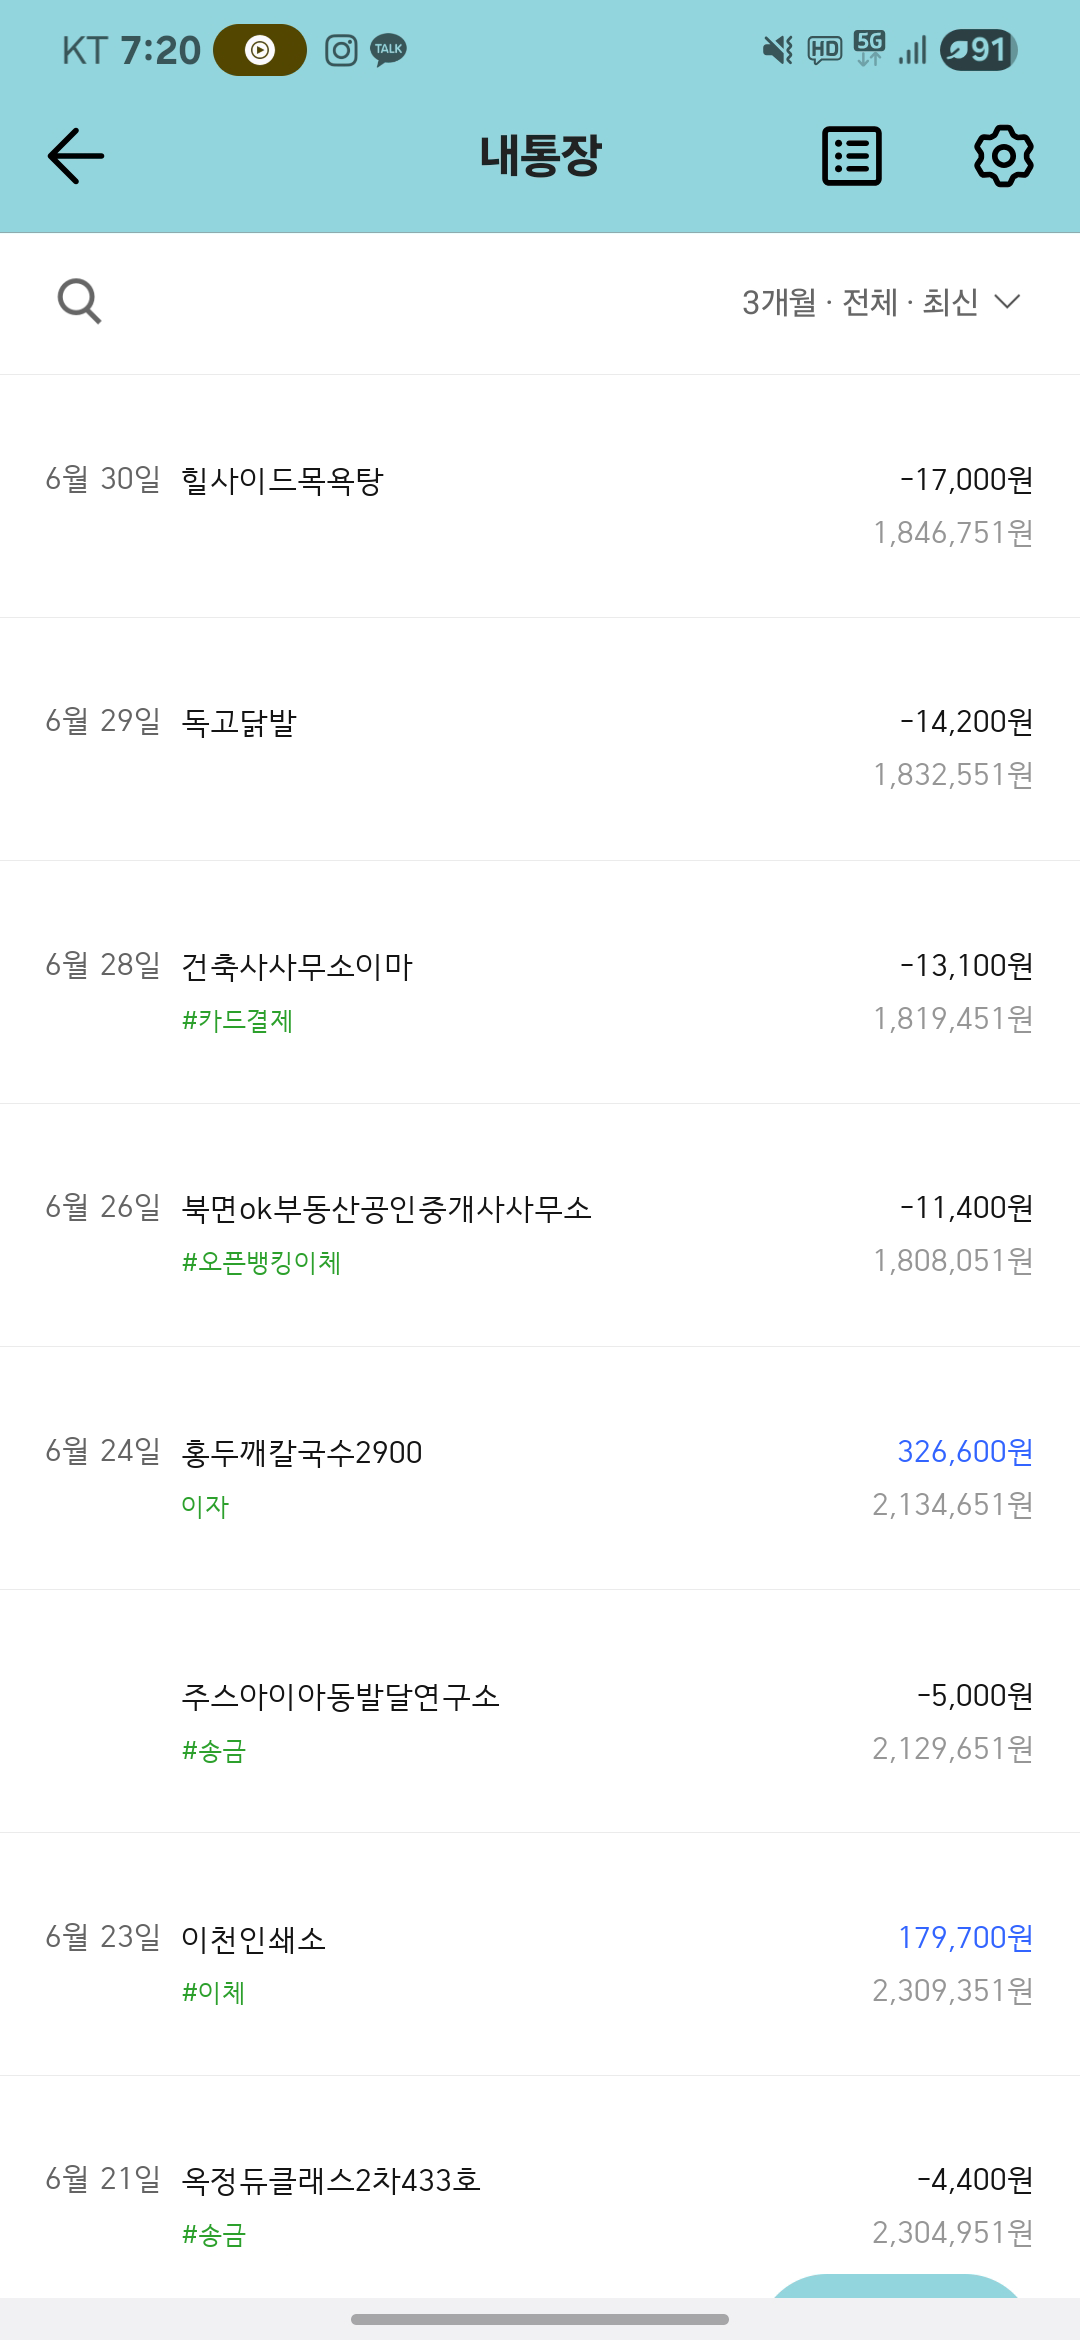 KT 7:20 TALK HD 5G 91
내통장
3개월 · 전체 · 최신
6월 30일 힐사이드목욕탕 -17,000원
1,846,751원
6월 29일 독고닭발 -14,200원
1,832,551원
6월 28일 건축사사무소이마 -13,100원
#카드결제 1,819,451원
6월 26일 북면ok부동산공인중개사사무소 -11,400원
#오픈뱅킹이체 1,808,051원
6월 24일 홍두깨칼국수2900 326,600원
이자 2,134,651원
주스아이아동발달연구소 -5,000원
#송금 2,129,651원
6월 23일 이천인쇄소 179,700원
#이체 2,309,351원
6월 21일 옥정듀클래스2차433호 -4,400원
#송금 2,304,951원